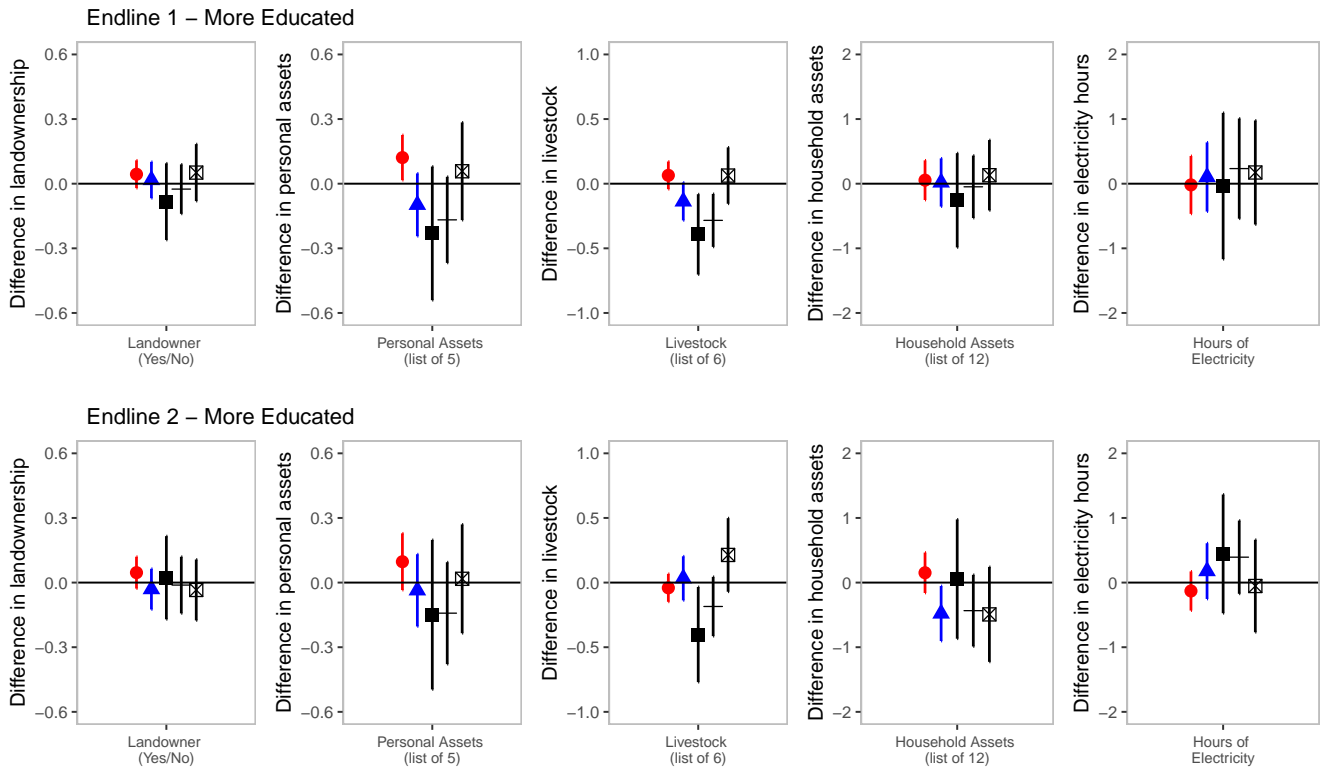 Endline 1 − More Educated
Difference in landownership
0.6
0.3
0.0
−0.3
−0.6
Landowner
(Yes/No)
Difference in personal assets
0.6
0.3
0.0
−0.3
−0.6
Personal Assets
(list of 5)
Difference in livestock
1.0
0.5
0.0
−0.5
−1.0
Livestock
(list of 6)
Difference in household assets
2
1
0
−1
−2
Household Assets
(list of 12)
Difference in electricity hours
2
1
0
−1
−2
Hours of
Electricity
Endline 2 − More Educated
Difference in landownership
0.6
0.3
0.0
−0.3
−0.6
Landowner
(Yes/No)
Difference in personal assets
0.6
0.3
0.0
−0.3
−0.6
Personal Assets
(list of 5)
Difference in livestock
1.0
0.5
0.0
−0.5
−1.0
Livestock
(list of 6)
Difference in household assets
2
1
0
−1
−2
Household Assets
(list of 12)
Difference in electricity hours
2
1
0
−1
−2
Hours of
Electricity